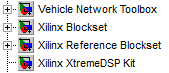 Vehicle Network Toolbox
Xilinx Blockset
Xilinx Reference Blockset
Xilinx XtremeDSP Kit